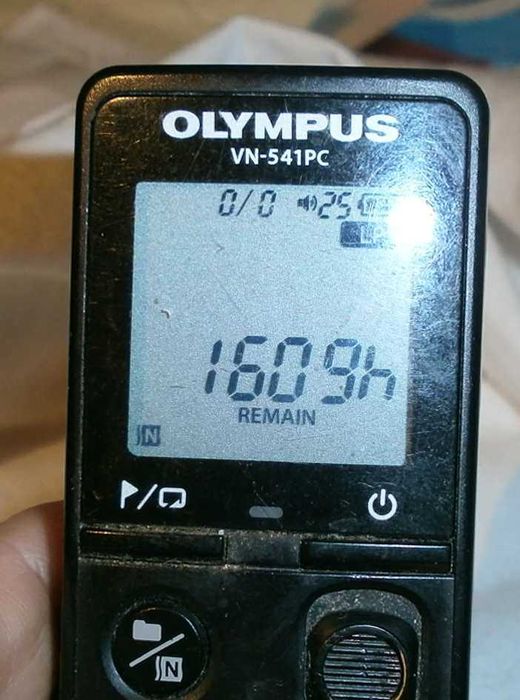 OLYMPUS
VN-541PC
0/0 25
1609h
REMAIN
N
N